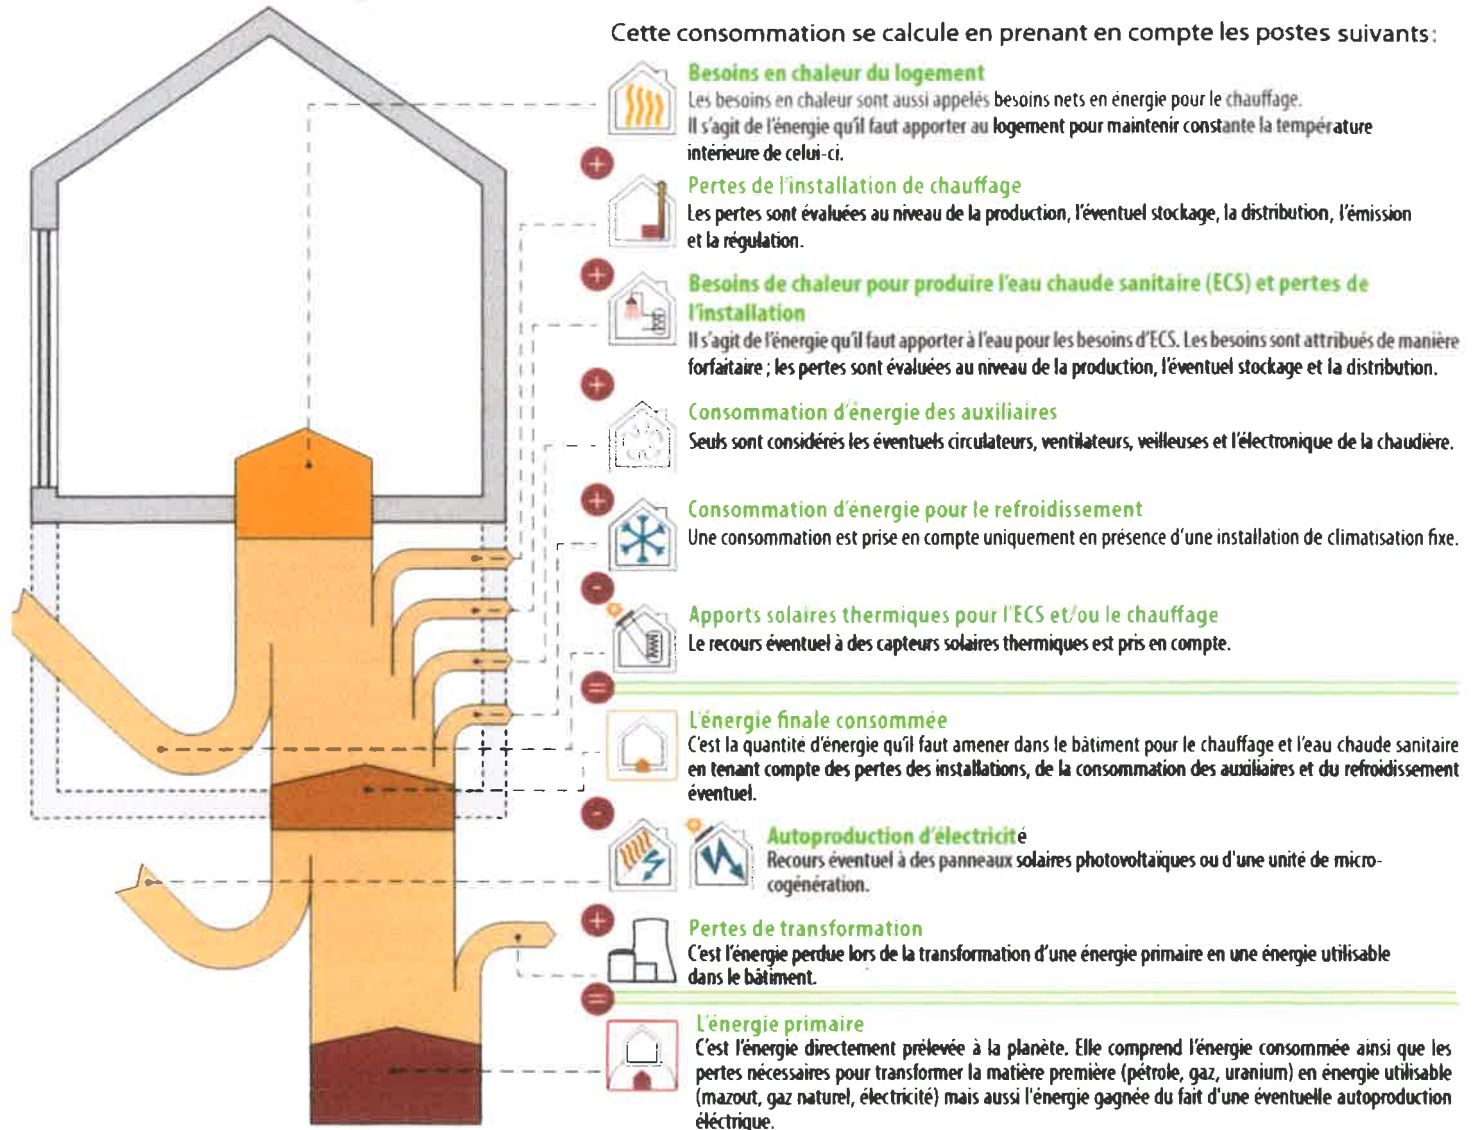 Cette consommation se calcule en prenant en compte les postes suivants:
Besoins en chaleur du logement
Les besoins en chaleur sont aussi appelés besoins nets en énergie pour le chauffage.
Il s'agit de l'énergie qu'il faut apporter au logement pour maintenir constante la température
intérieure de celui-ci.
+
Pertes de l'installation de chauffage
Les pertes sont évaluées au niveau de la production, l'éventuel stockage, la distribution, l'émission
et la régulation.
+
Besoins de chaleur pour produire l'eau chaude sanitaire (ECS) et pertes de
l'installation
Il s'agit de l'énergie qu'il faut apporter à l'eau pour les besoins d'ECS. Les besoins sont attribués de manière
forfaitaire ; les pertes sont évaluées au niveau de la production, l'éventuel stockage et la distribution.
+
Consommation d'énergie des auxiliaires
Seuls sont considérés les éventuels circulateurs, ventilateurs, veilleuses et l'électronique de la chaudière.
+
Consommation d'énergie pour le refroidissement
Une consommation est prise en compte uniquement en présence d'une installation de climatisation fixe.
-
Apports solaires thermiques pour l'ECS et/ou le chauffage
Le recours éventuel à des capteurs solaires thermiques est pris en compte.
=
L'énergie finale consommée
C'est la quantité d'énergie qu'il faut amener dans le bâtiment pour le chauffage et l'eau chaude sanitaire
en tenant compte des pertes des installations, de la consommation des auxiliaires et du refroidissement
éventuel.
-
Autoproduction d'électricité
Recours éventuel à des panneaux solaires photovoltaïques ou d'une unité de micro-
cogénération.
+
Pertes de transformation
C'est l'énergie perdue lors de la transformation d'une énergie primaire en une énergie utilisable
dans le bâtiment.
=
L'énergie primaire
C'est l'énergie directement prélevée à la planète. Elle comprend l'énergie consommée ainsi que les
pertes nécessaires pour transformer la matière première (pétrole, gaz, uranium) en énergie utilisable
(mazout, gaz naturel, électricité) mais aussi l'énergie gagnée du fait d'une éventuelle autoproduction
éléctrique.